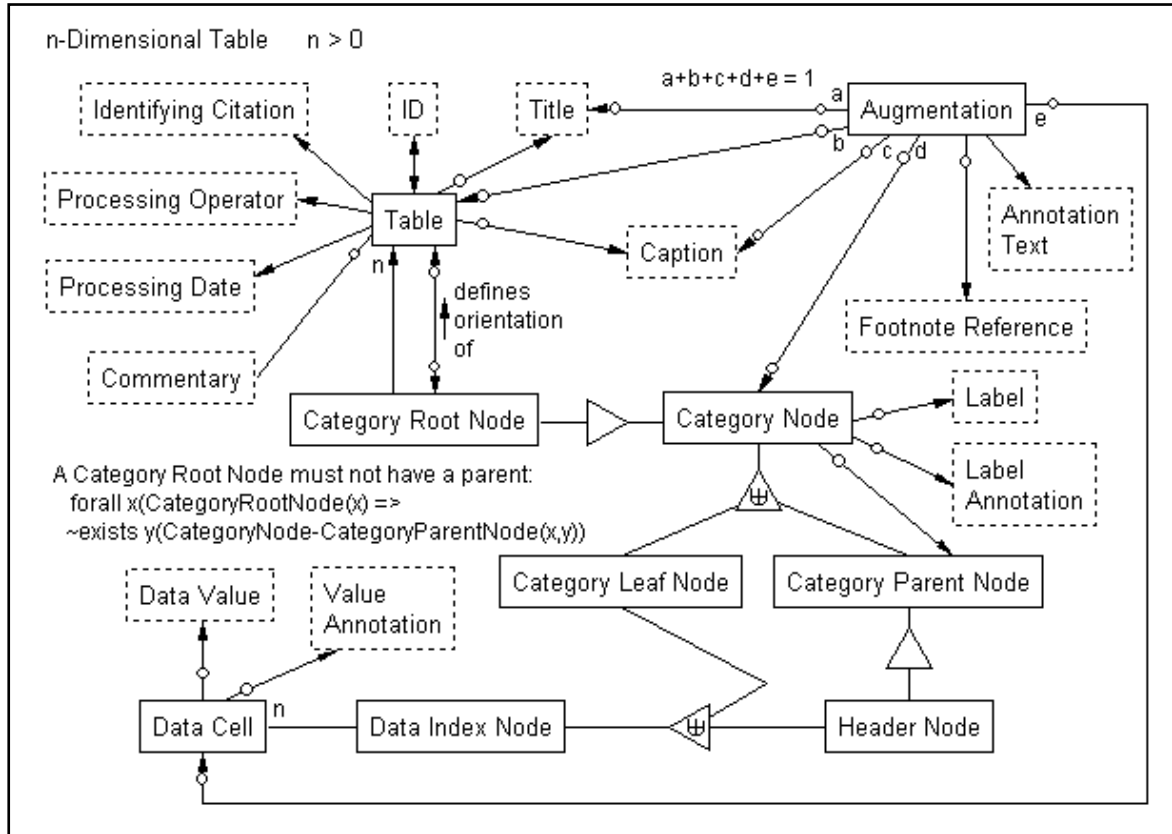 n-Dimensional Table n > 0
a+b+c+d+e = 1
Identifying Citation
ID
Title
a
Augmentation
e
b
c
d
Processing Operator
Table
n
Annotation
Text
Caption
Processing Date
defines
orientation
of
Footnote Reference
Commentary
Category Root Node
Category Node
Label
Label
Annotation
A Category Root Node must not have a parent:
forall x(CategoryRootNode(x) =>
~exists y(CategoryNode-CategoryParentNode(x,y))
Category Leaf Node
Category Parent Node
Data Value
Value
Annotation
Data Cell
n
Data Index Node
Header Node